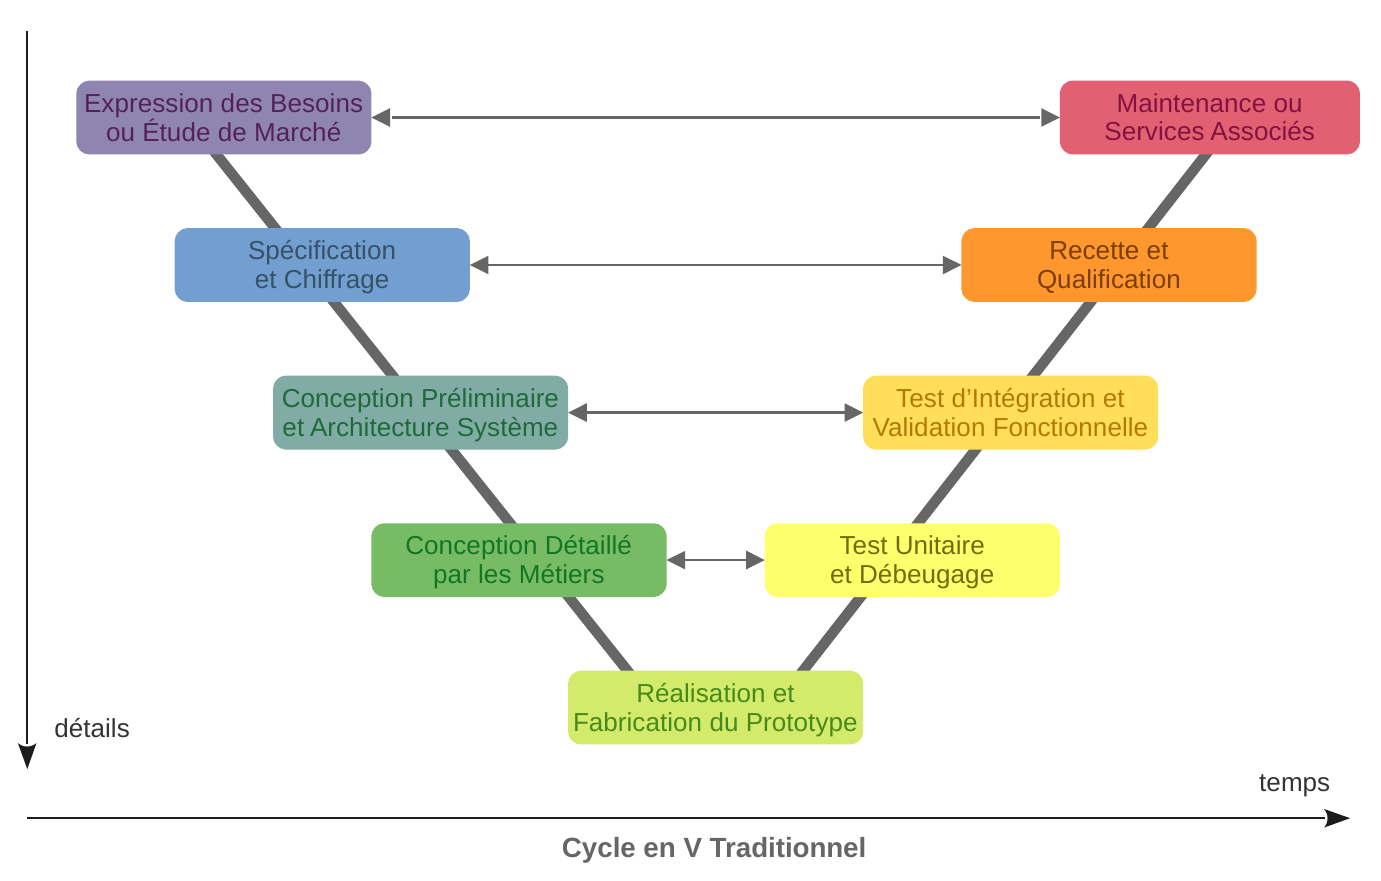 Expression des Besoins
ou Étude de Marché
Maintenance ou
Services Associés
Spécification
et Chiffrage
Recette et
Qualification
Conception Préliminaire
et Architecture Système
Test d’Intégration et
Validation Fonctionnelle
Conception Détaillé
par les Métiers
Test Unitaire
et Débeugage
Réalisation et
Fabrication du Prototype
détails
temps
Cycle en V Traditionnel